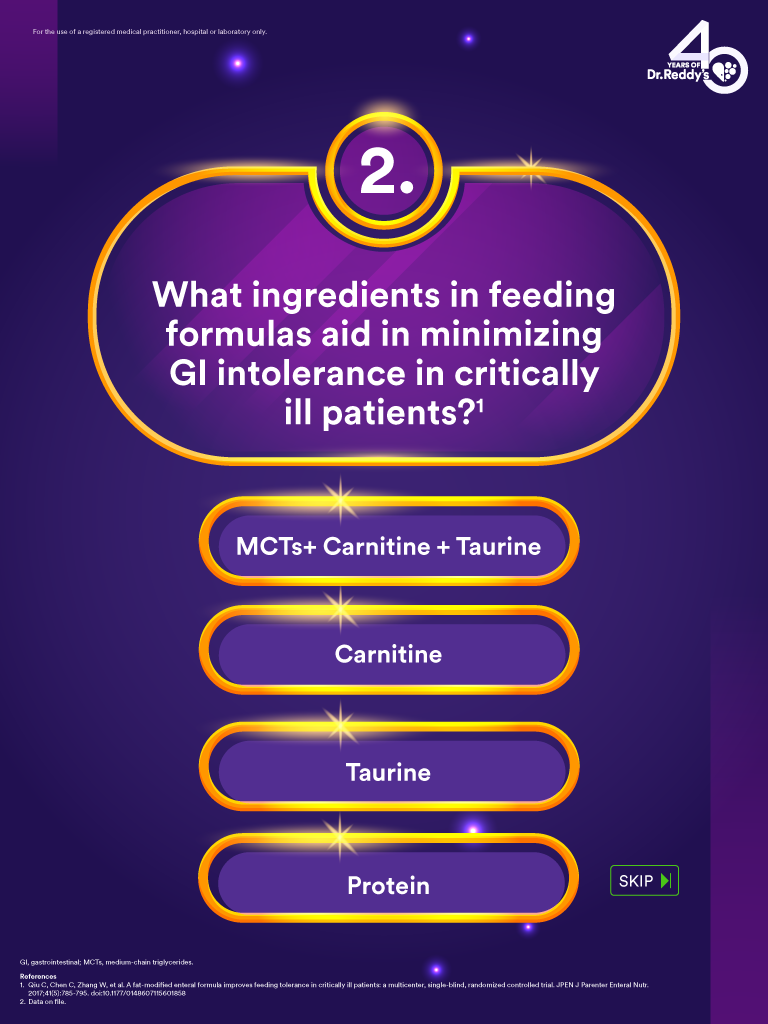 For the use of a registered medical practitioner, hospital or laboratory only.
40
YEARS OF
Dr.Reddy's
2.
What ingredients in feeding
formulas aid in minimizing
GI intolerance in critically
ill patients?¹
MCTs+ Carnitine + Taurine
Carnitine
Taurine
Protein
SKIP
GI, gastrointestinal; MCTs, medium-chain triglycerides.
References
1. Qiu C, Chen C, Zhang W, et al. A fat-modified enteral formula improves feeding tolerance in critically ill patients: a multicenter, single-blind, randomized controlled trial. JPEN J Parenter Enteral Nutr.
2017;41(5):785-795. doi:10.1177/0148607115601858
2. Data on file.